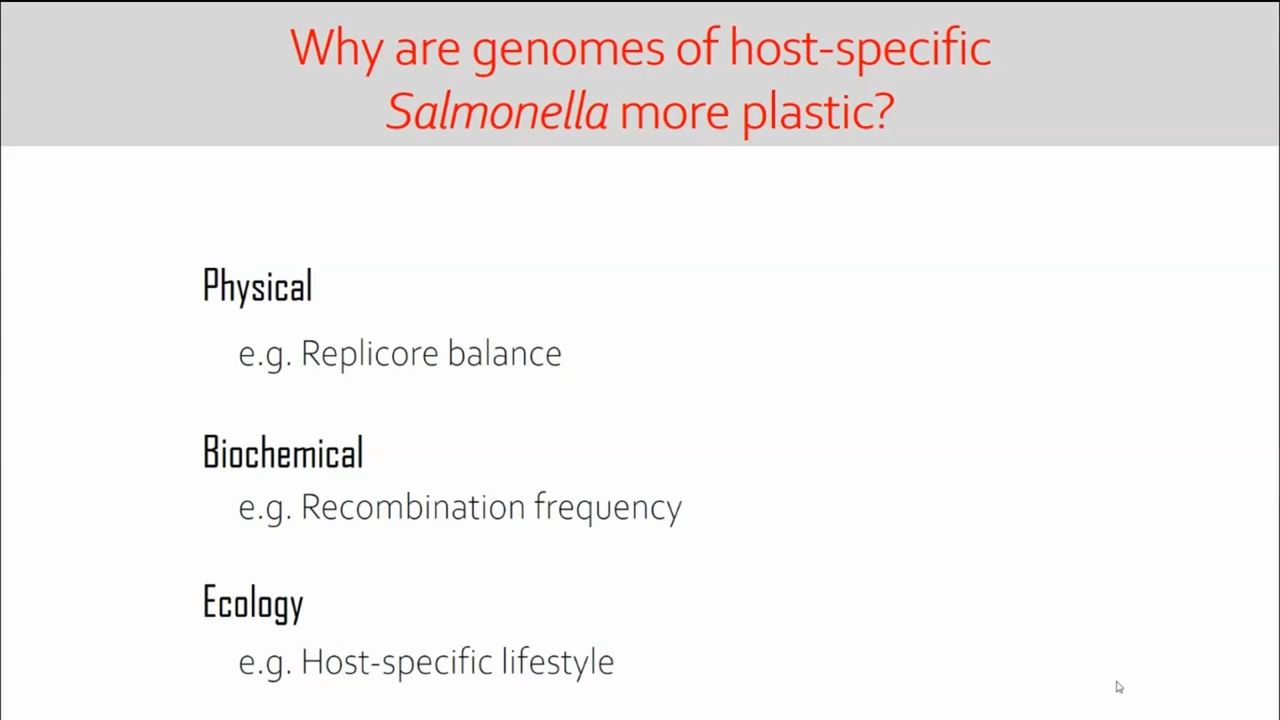 Why are genomes of host-specific
Salmonella more plastic?
Physical
e.g. Replicore balance
Biochemical
e.g. Recombination frequency
Ecology
e.g. Host-specific lifestyle